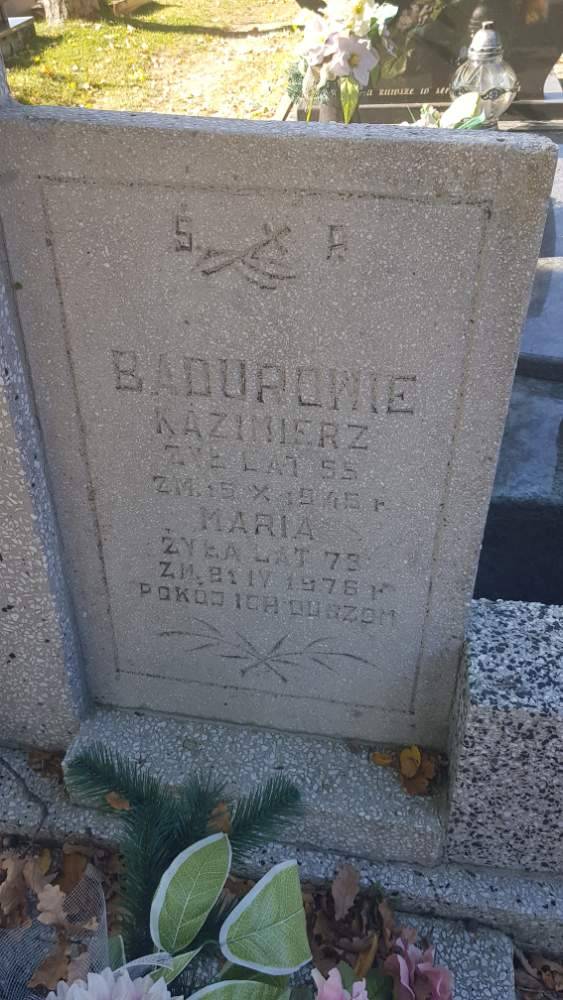 Ś P
BADUROWIE
KAZIMIERZ
ŻYŁ LAT 55
ZM. 15 X 1945 r
MARIA
ŻYŁA LAT 73
ZM. 21 IV 1976 r
POKÓJ ICH DUSZOM